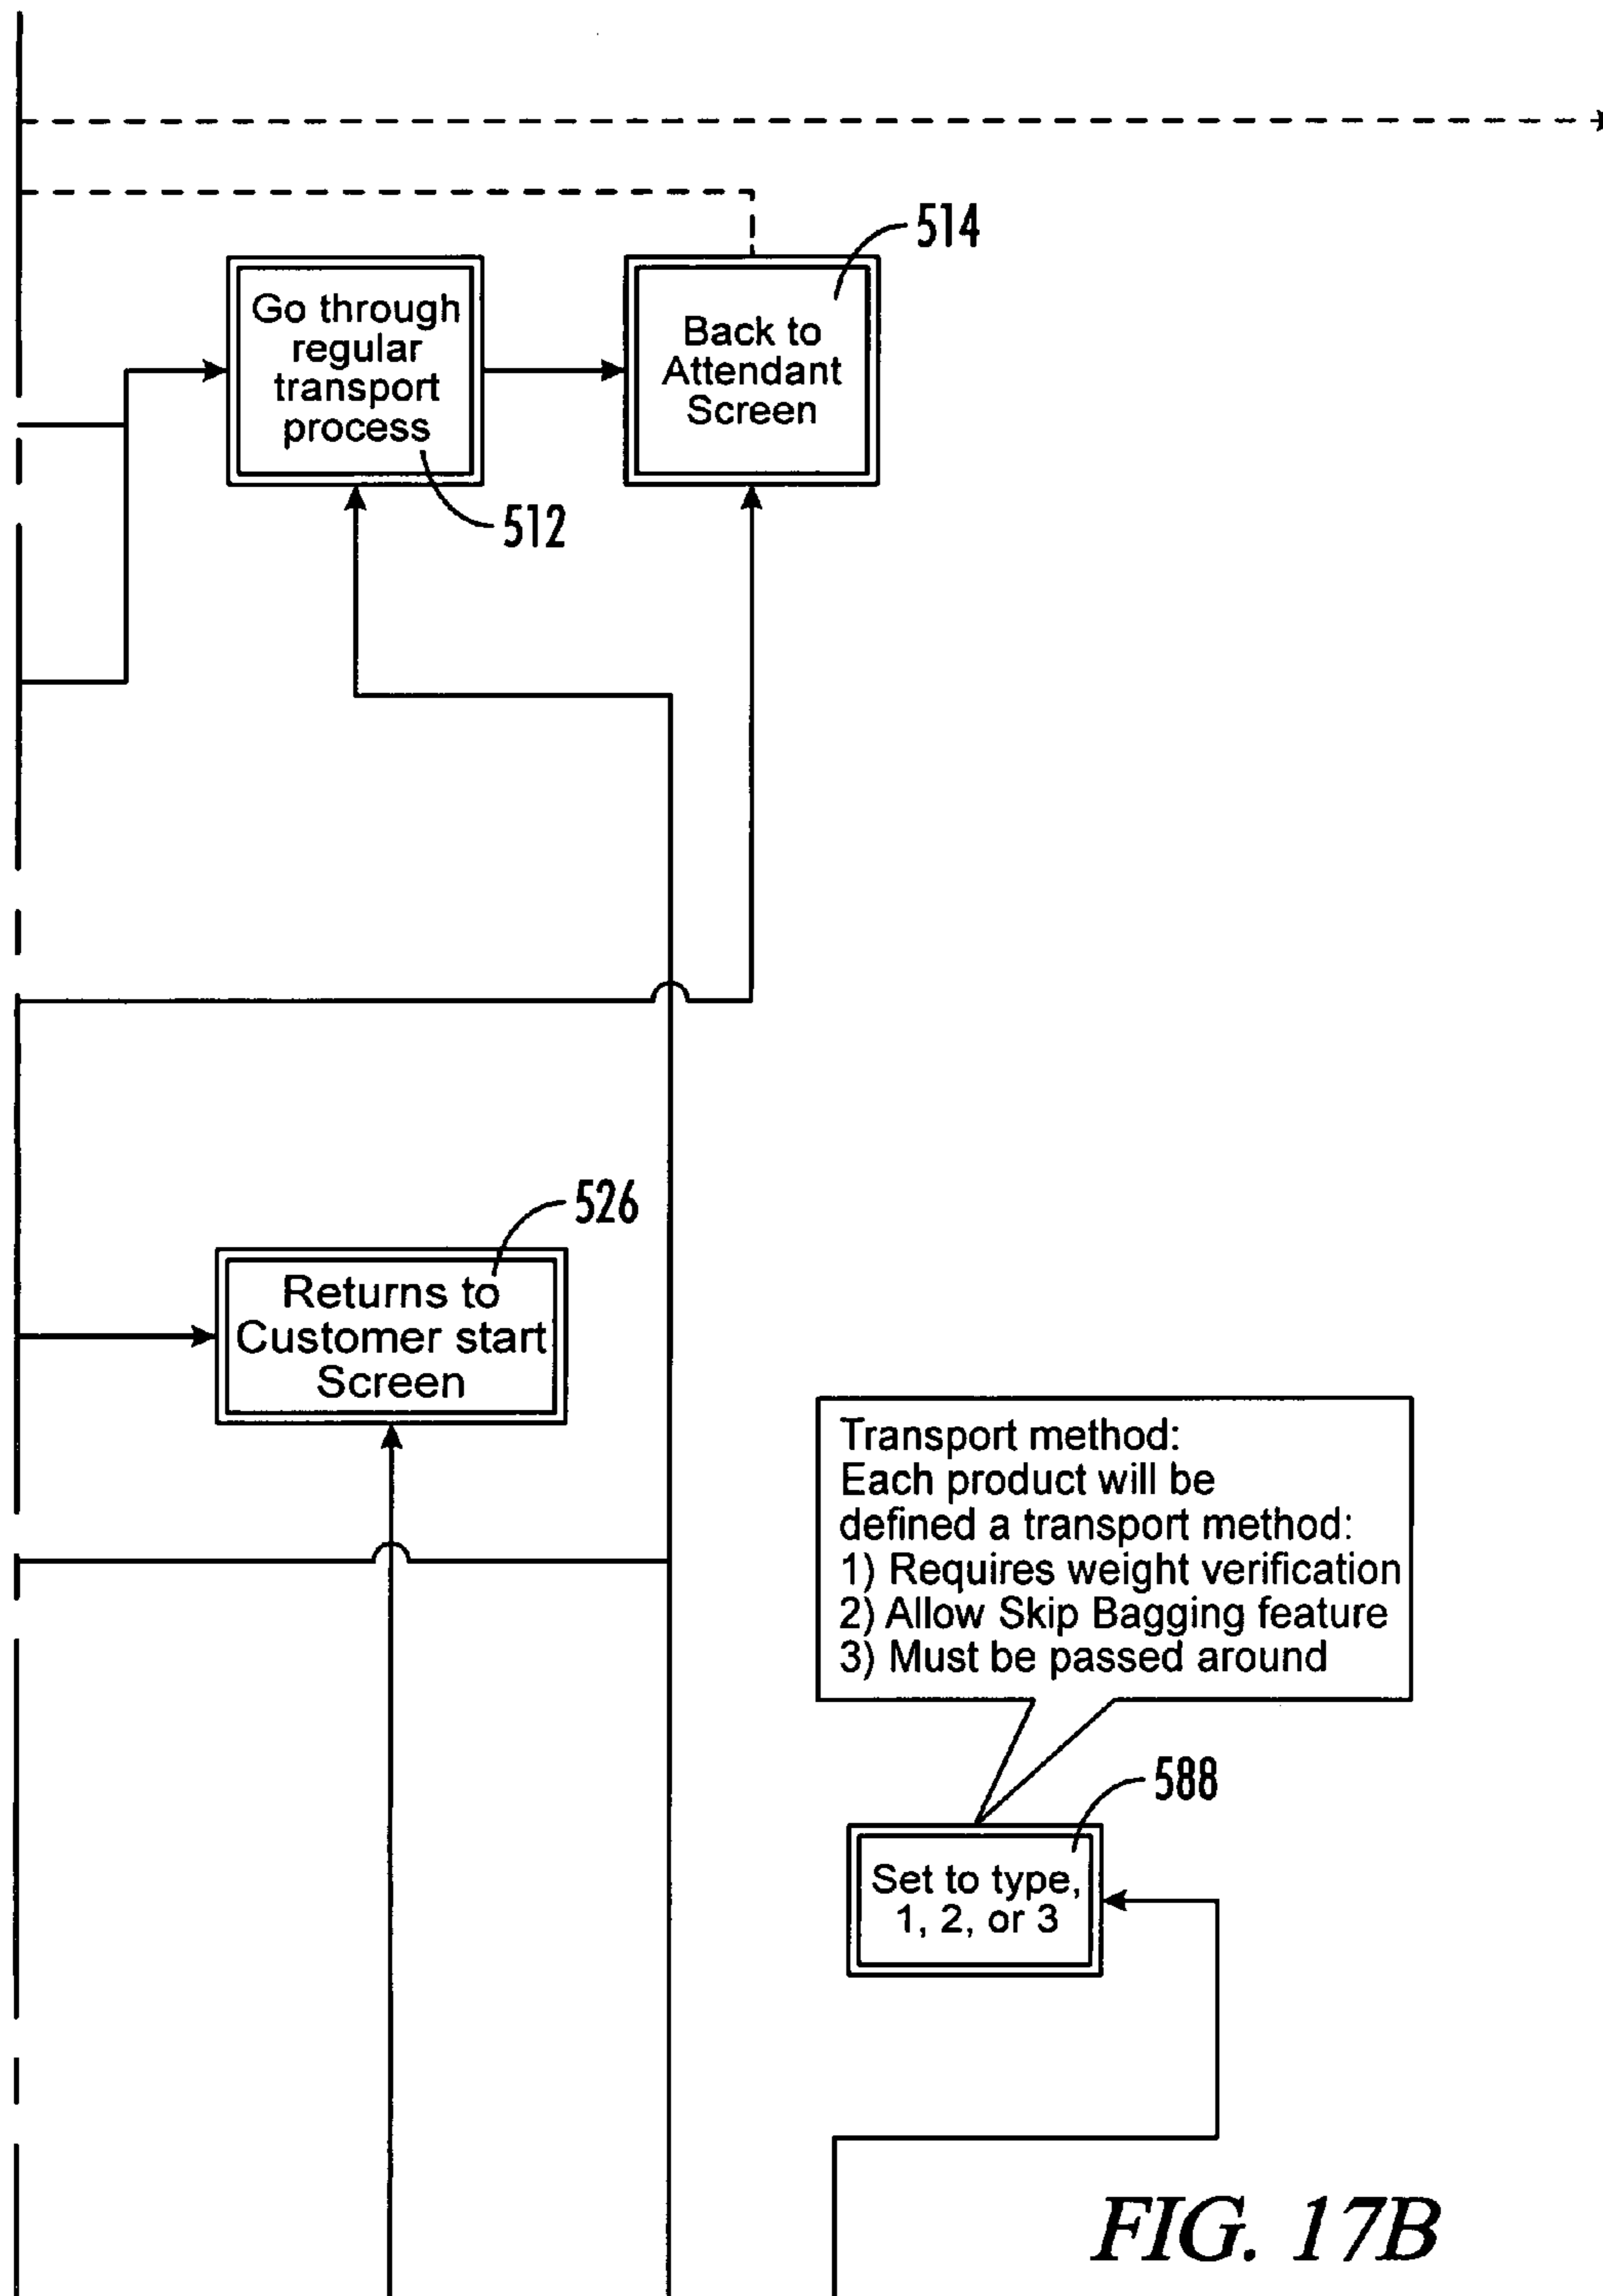 514
Go through
regular
transport
process
Back to
Attendant
Screen
512
526
Returns to
Customer start
Screen
Transport method:
Each product will be
defined a transport method:
1) Requires weight verification
2) Allow Skip Bagging feature
3) Must be passed around
588
Set to type,
1, 2, or 3
FIG. 17B